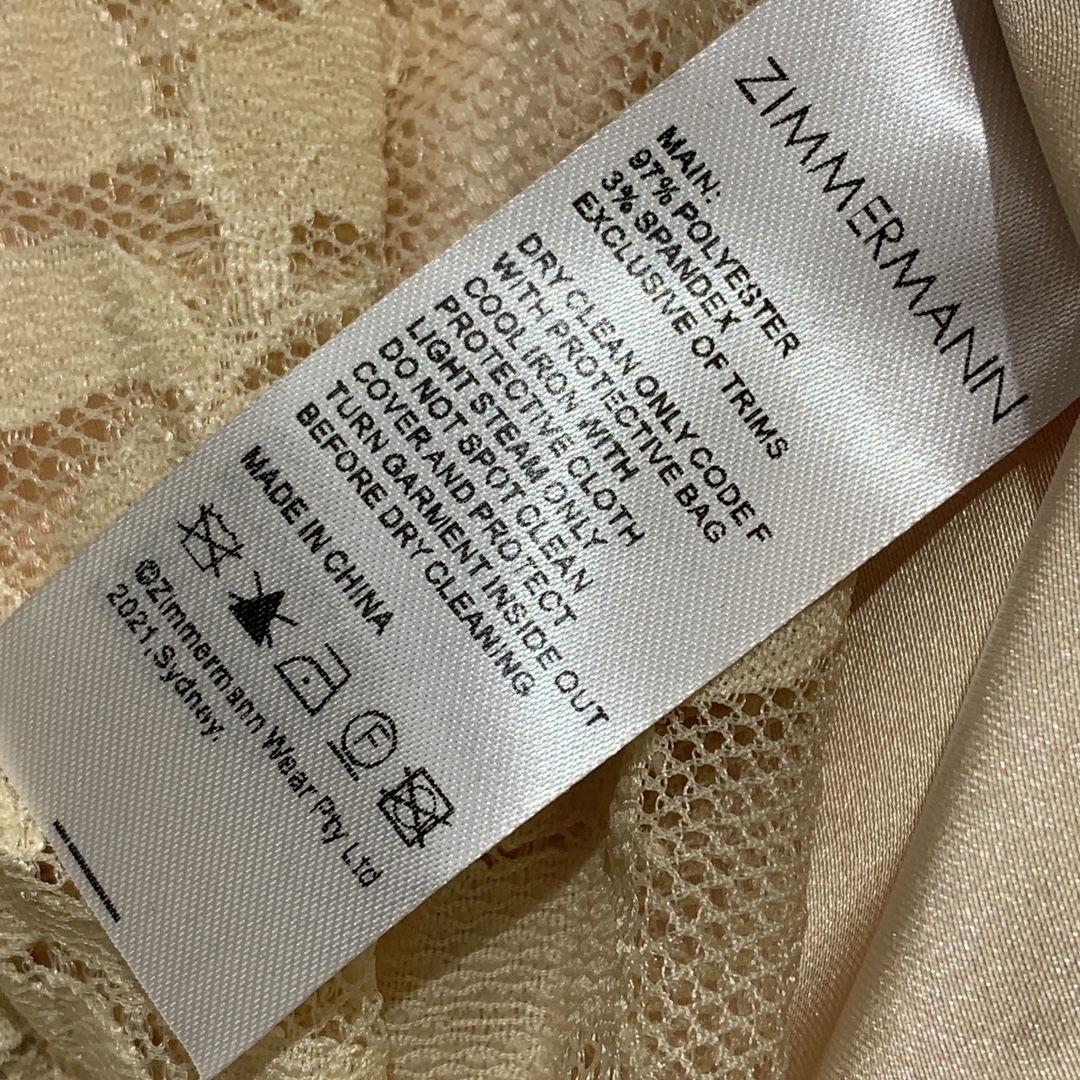 ZIMMERMANN
MAIN:
97% POLYESTER
3% SPANDEX
EXCLUSIVE OF TRIMS
DRY CLEAN ONLY CODE F
WITH PROTECTIVE BAG
COOL IRON WITH
PROTECTIVE CLOTH
LIGHT STEAM ONLY
DO NOT SPOT CLEAN
COVER AND PROTECT
TURN GARMENT INSIDE OUT
BEFORE DRY CLEANING
MADE IN CHINA
F
©Zimmermann Wear Pty Ltd
2021, Sydney.